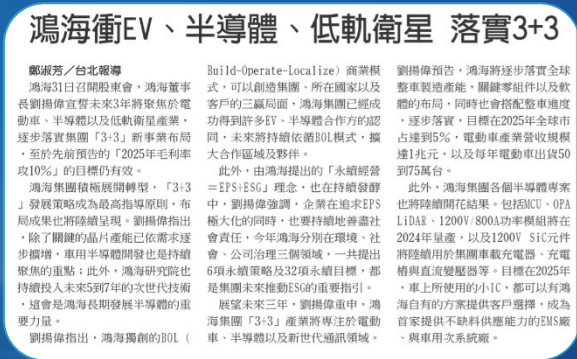 鴻海衝EV、半導體、低軌衛星 落實3+3
鄭淑芳／台北報導
鴻海31日召開股東會，鴻海董事
長劉揚偉宣誓未來3年將聚焦於電
動車、半導體以及低軌衛星產業，
逐步落實集團「3+3」新事業布局
，至於先前預告的「2025年毛利率
攻10%」的目標仍有效。
鴻海集團積極展開轉型，「3+3
」發展策略成為最高指導原則，布
局成果也將陸續呈現。劉揚偉指出
，除了關鍵的晶片產能已依需求逐
步擴增，車用半導體開發也是持續
聚焦的重點；此外，鴻海研究院也
持續投入未來5到7年的次世代技術
，這會是鴻海長期發展半導體的重
要力量。
劉揚偉指出，鴻海獨創的BOL（
Build-Operate-Localize）商業模
式，可以創造集團、所在國家以及
客戶的三贏局面，鴻海集團已經成
功得到許多EV、半導體合作方的認
同，未來將持續依循BOL模式，擴
大合作區域及夥伴。
此外，由鴻海提出的「永續經營
＝EPS+ESG」理念，也在持續發酵
中，劉揚偉強調，企業在追求EPS
極大化的同時，也要持續地善盡社
會責任，今年鴻海分別在環境、社
會、公司治理三個領域，一共提出
6項永續策略及32項永續目標，都
是集團未來推動ESG的重要指引。
展望未來三年，劉揚偉重申，鴻
海集團「3+3」產業將專注於電動
車、半導體以及新世代通訊領域。
劉揚偉預告，鴻海將逐步落實全球
整車製造產能，關鍵零組件以及軟
體的布局，同時也會搭配整車進度
，逐步落實，目標在2025年全球市
占達到5%，電動車產業營收規模
達1兆元，以及每年電動車出貨50
到75萬台。
此外，鴻海集團各個半導體專案
也將陸續開花結果。包括MCU、OPA
LiDAR、1200V/800A功率模組將在
2024年量產，以及1200V SiC元件
將陸續用於集團車載充電器、充電
樁與直流變壓器等。目標在2025年
，車上所使用的小IC，都可以有鴻
海自有的方案提供客戶選擇，成為
首家提供不缺料供應能力的EMS廠
、與車用次系統廠。